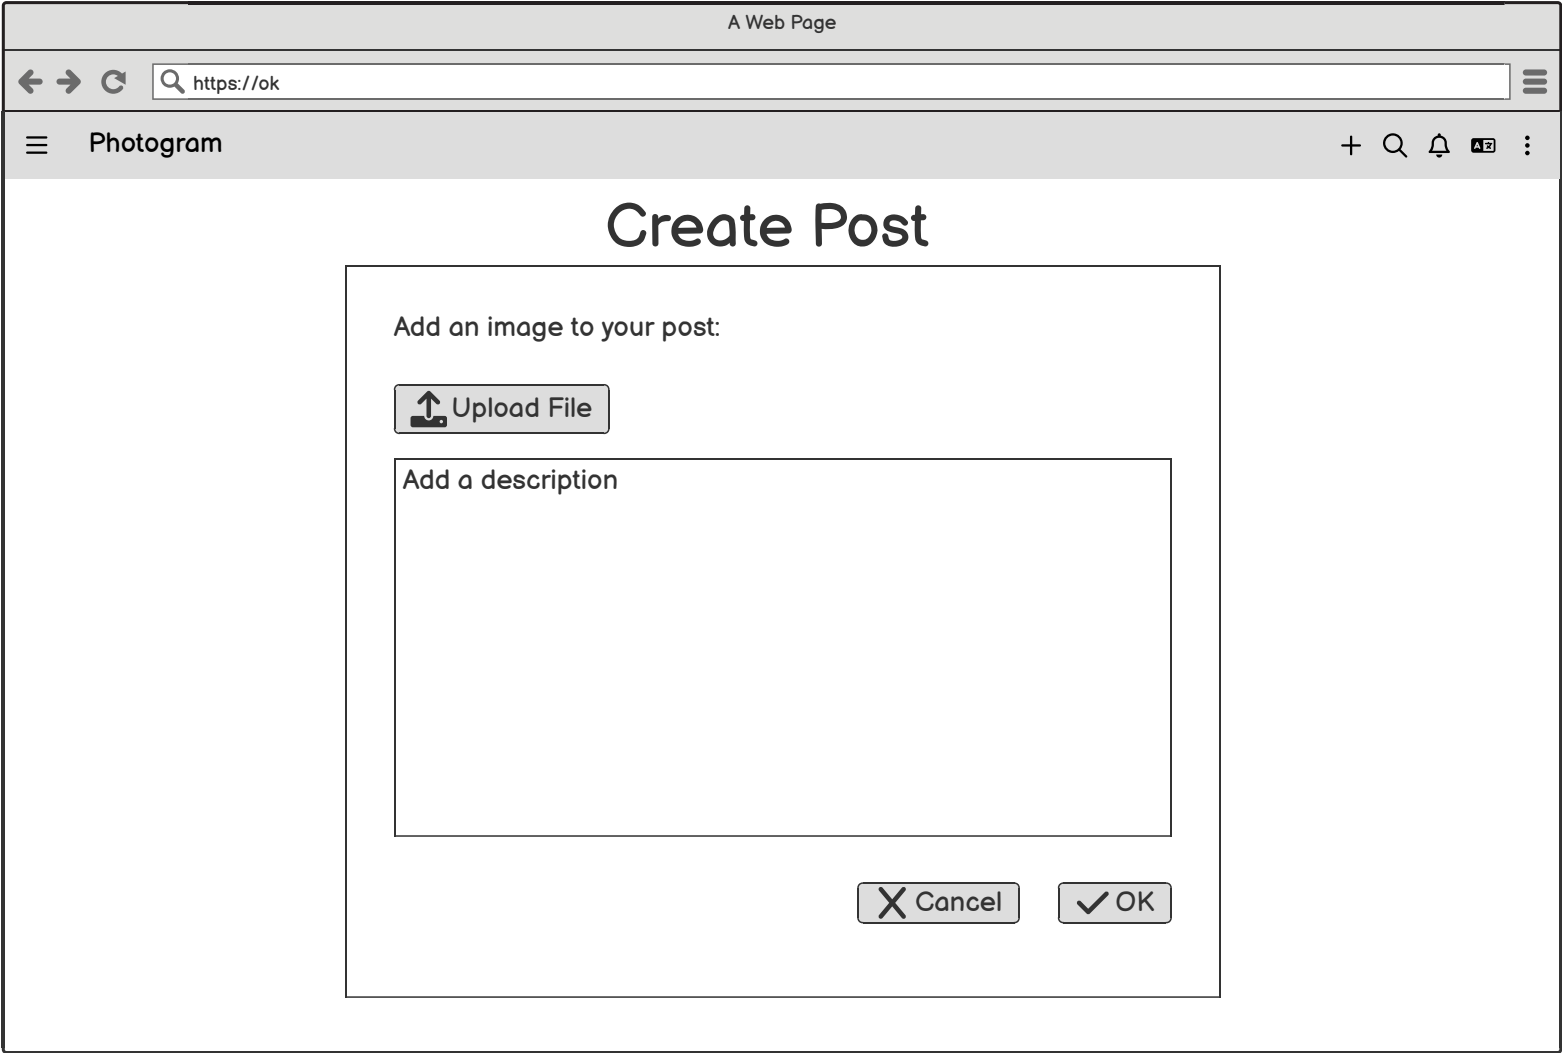 A Web Page
https://ok
Photogram
Create Post
Add an image to your post:
Upload File
Add a description
Cancel
OK